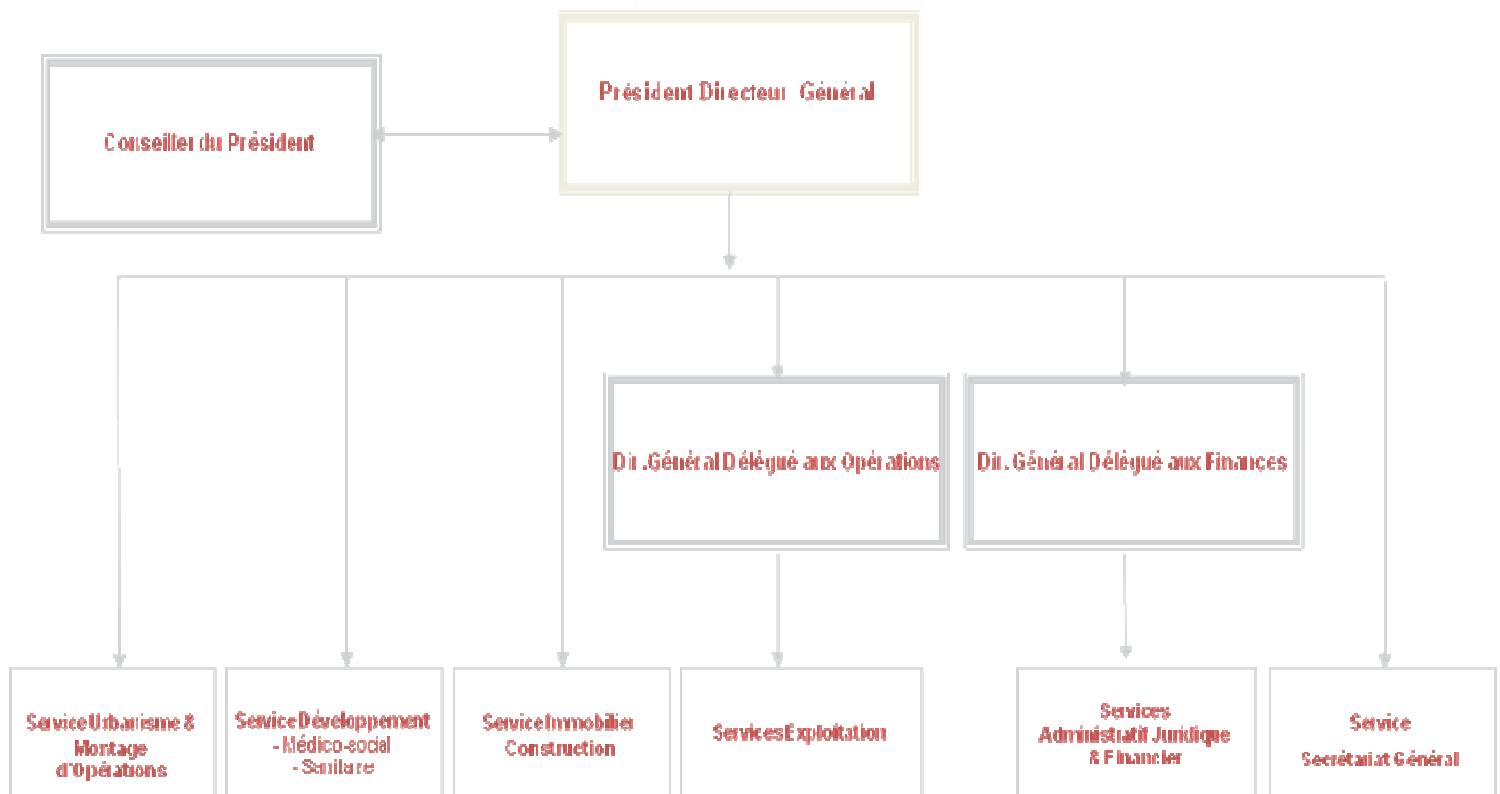 Président Directeur Général
Conseiller du Président
Dir .Général Délégué aux Opérations
Dir. Général Délégué aux Finances
Service Urbanisme &
Montage
d'Opérations
Service Développement
- Médico-social
- Sanitaire
Service Immobilier
Construction
Services Exploitation
Services
Administratif Juridique
& Financier
Service
Secrétariat Général